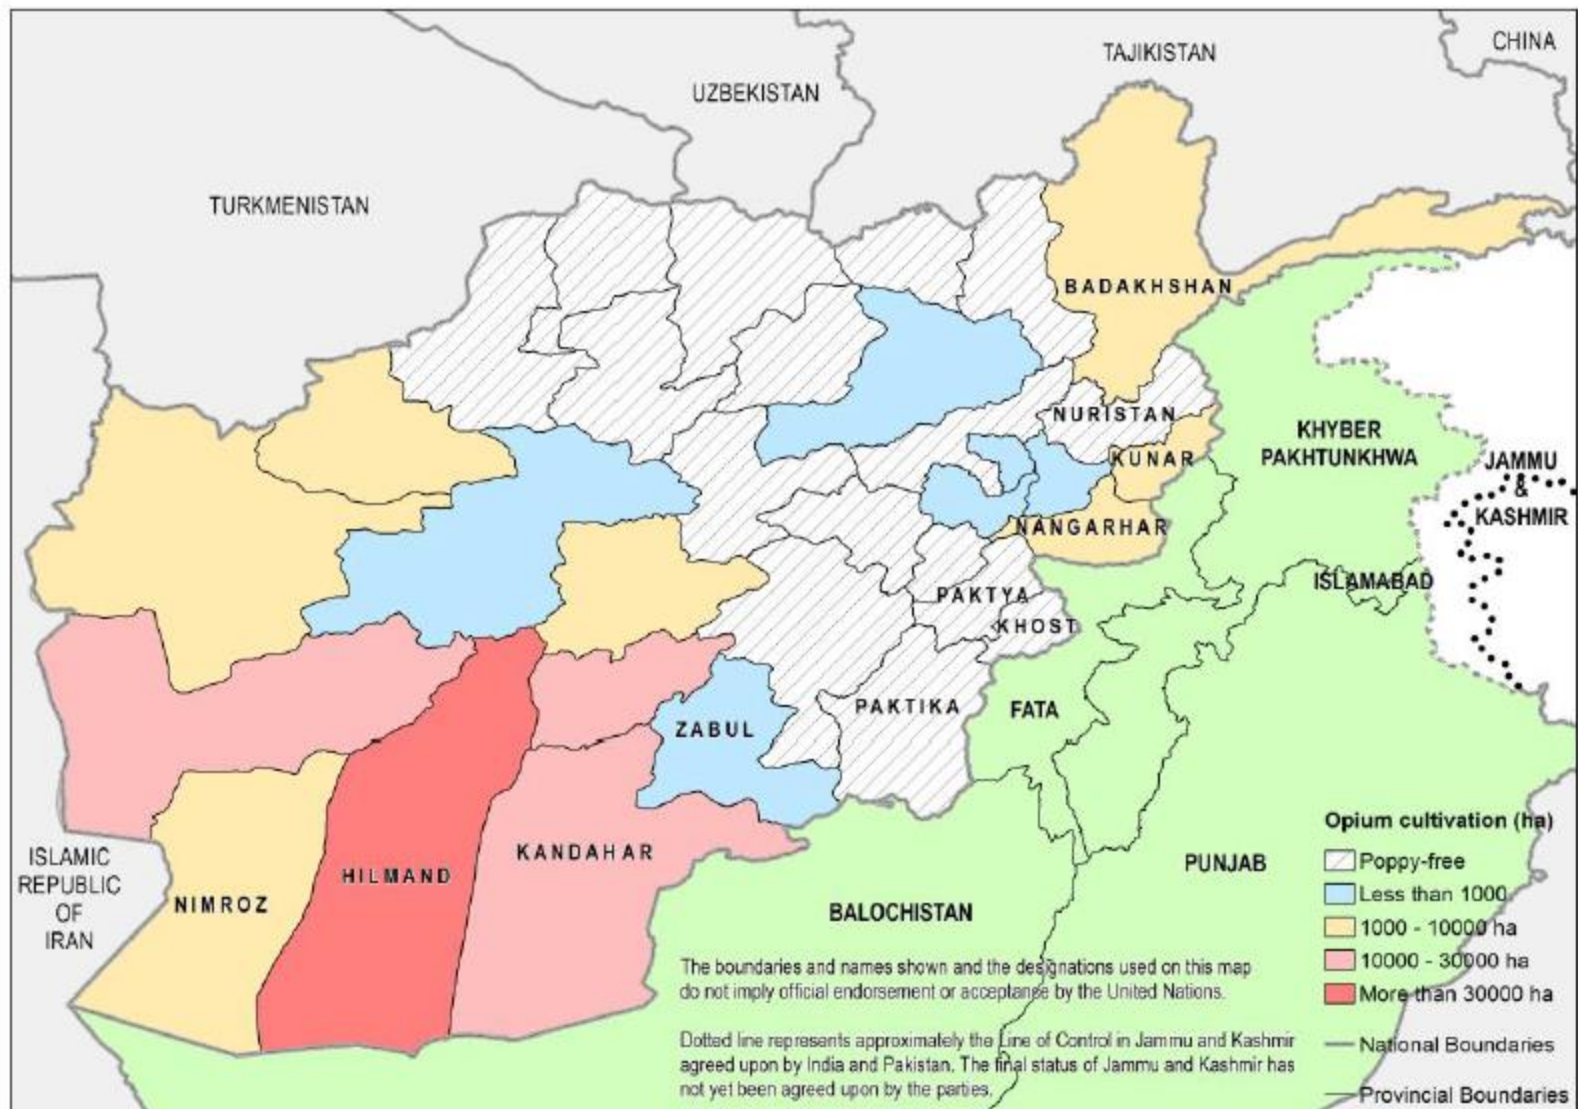 CHINA
TAJIKISTAN
UZBEKISTAN
TURKMENISTAN
BADAKHSHAN
NURISTAN
KHYBER
PAKHTUNKHWA
KUNAR
JAMMU
&
KASHMIR
NANGARHAR
ISLAMABAD
PAKTYA
KHOST
PAKTIKA
FATA
ZABUL
ISLAMIC
REPUBLIC
OF
IRAN
NIMROZ
HILMAND
KANDAHAR
BALOCHISTAN
PUNJAB
The boundaries and names shown and the designations used on this map
do not imply official endorsement or acceptance by the United Nations.
Dotted line represents approximately the Line of Control in Jammu and Kashmir
agreed upon by India and Pakistan. The final status of Jammu and Kashmir has
not yet been agreed upon by the parties.
Opium cultivation (ha)
Poppy-free
Less than 1000
1000 - 10000 ha
10000 - 30000 ha
More than 30000 ha
National Boundaries
Provincial Boundaries